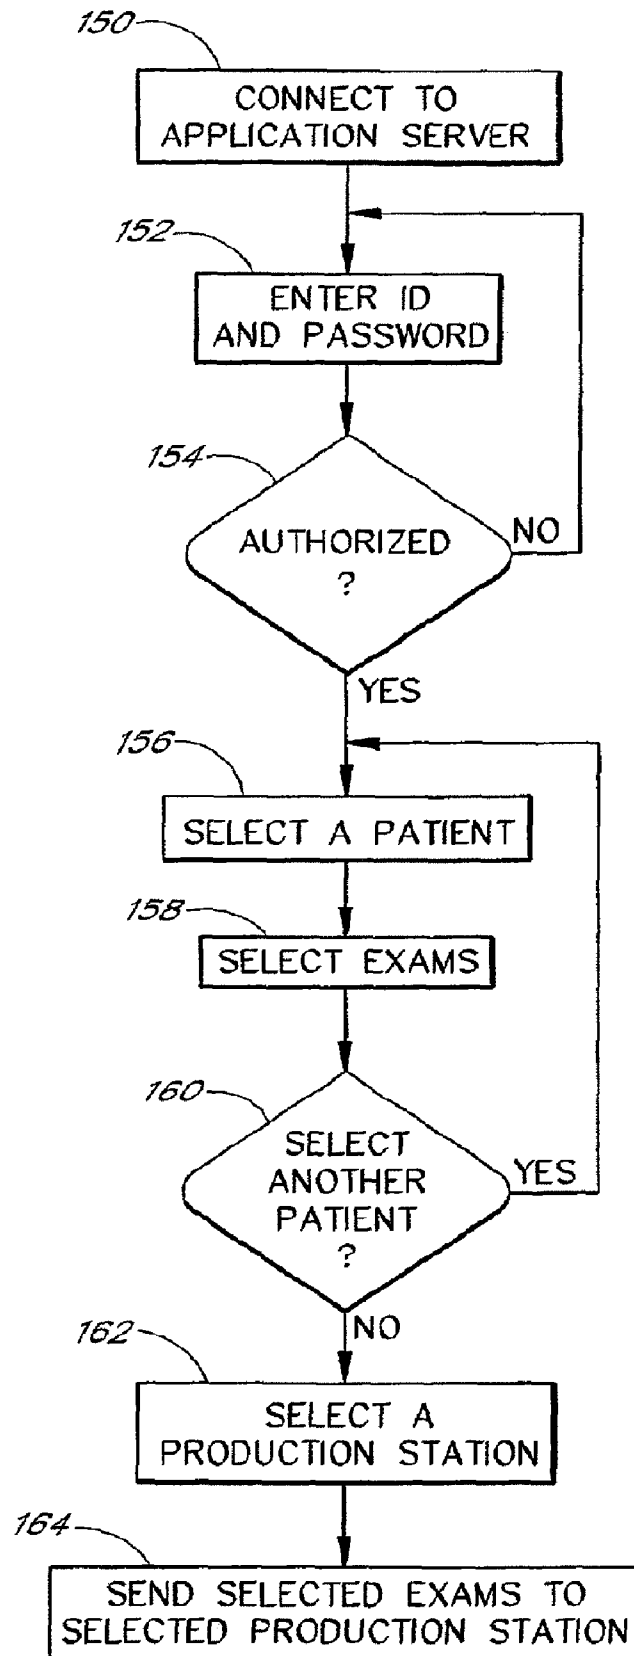 150
CONNECT TO
APPLICATION SERVER
152
ENTER ID
AND PASSWORD
154
AUTHORIZED
?
NO
YES
156
SELECT A PATIENT
158
SELECT EXAMS
160
SELECT
ANOTHER
PATIENT
?
YES
NO
162
SELECT A
PRODUCTION STATION
164
SEND SELECTED EXAMS TO
SELECTED PRODUCTION STATION